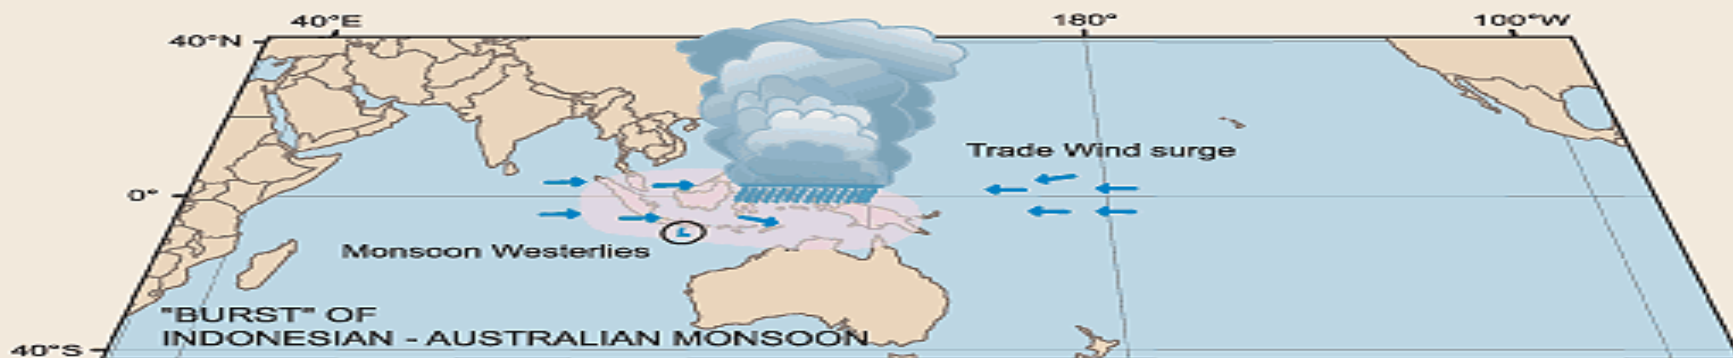 40°E
180°
100°W
40°N
Trade Wind surge
0°
Monsoon Westerlies
L
"BURST" OF
INDONESIAN - AUSTRALIAN MONSOON
40°S